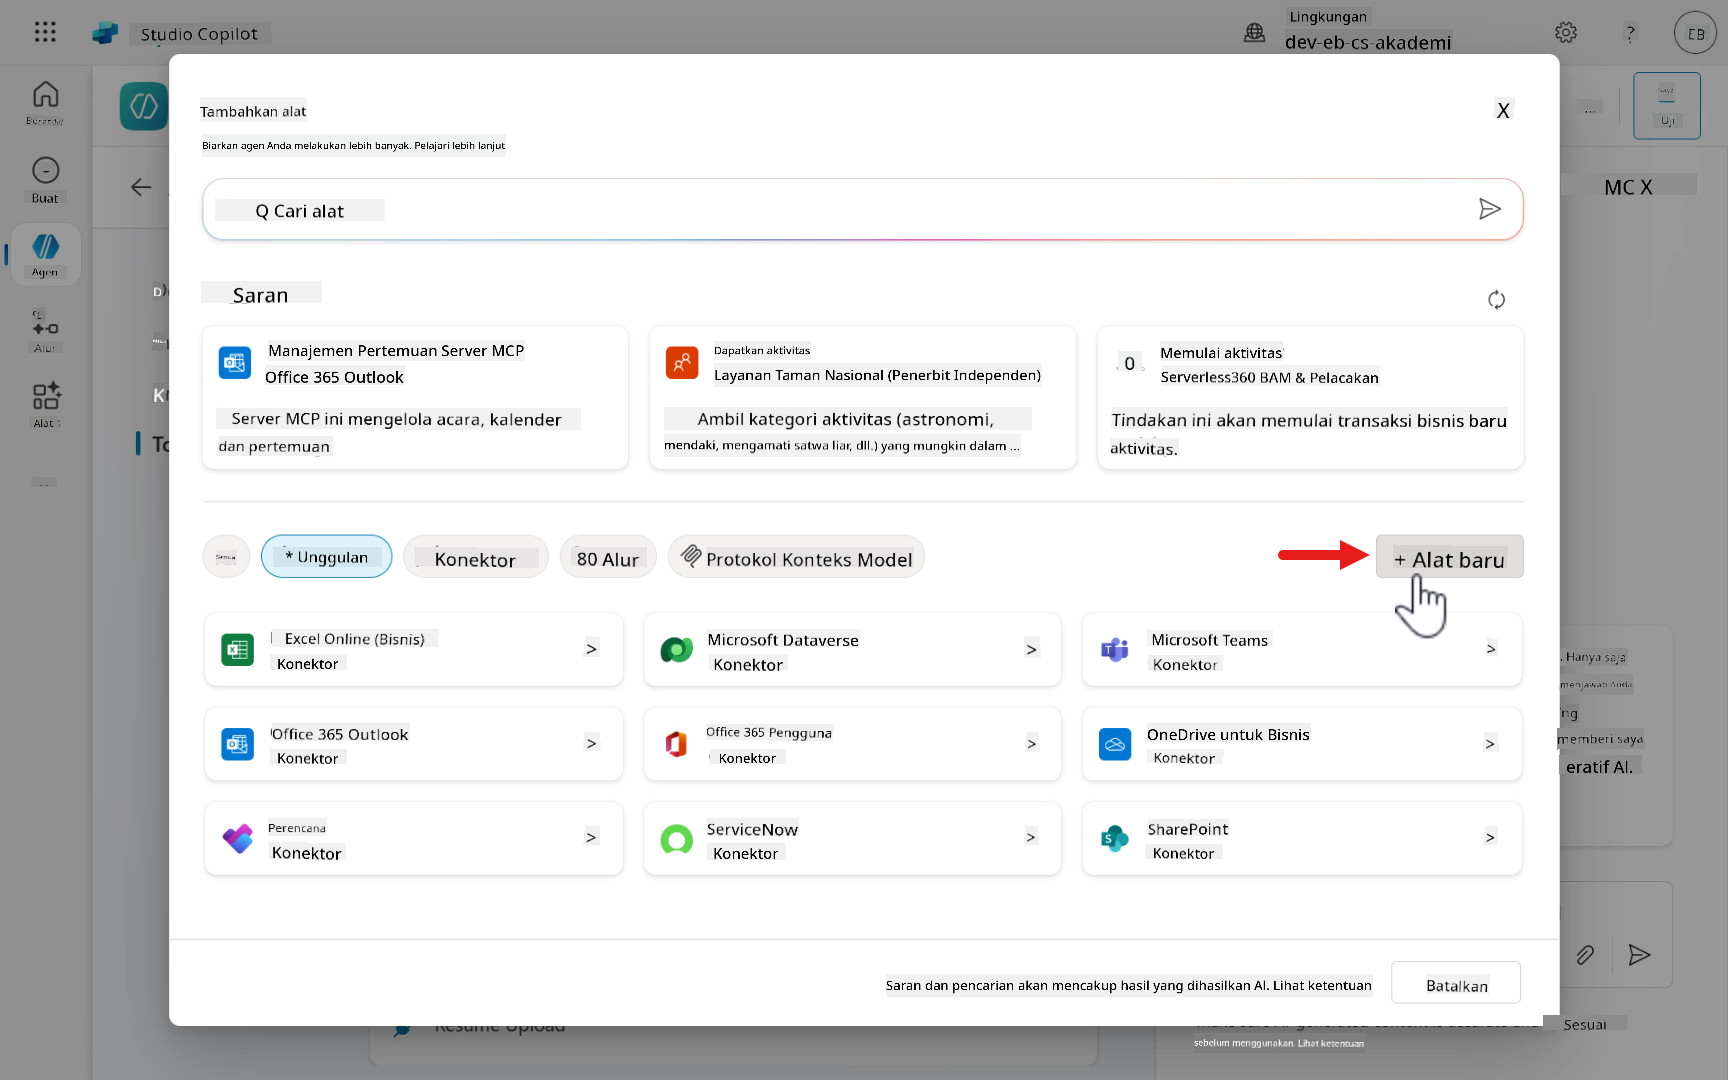 Studio Copilot
Lingkungan
dev-eb-cs-akademi
?
EB
Beranda
Buat
Agen
Alur
Alat
Tambahkan alat
X
Biarkan agen Anda melakukan lebih banyak. Pelajari lebih lanjut
Q Cari alat
Saran
Manajemen Pertemuan Server MCP
Office 365 Outlook
Server MCP ini mengelola acara, kalender
dan pertemuan
Dapatkan aktivitas
Layanan Taman Nasional (Penerbit Independen)
Ambil kategori aktivitas (astronomi,
mendaki, mengamati satwa liar, dll.) yang mungkin dalam ...
0
Memulai aktivitas
Serverless360 BAM & Pelacakan
Tindakan ini akan memulai transaksi bisnis baru
aktivitas.
Semua
* Unggulan
Konektor
80 Alur
Protokol Konteks Model
+ Alat baru
Excel Online (Bisnis)
Konektor
>
Microsoft Dataverse
Konektor
>
Microsoft Teams
Konektor
>
Office 365 Outlook
Konektor
>
Office 365 Pengguna
Konektor
>
OneDrive untuk Bisnis
Konektor
>
Perencana
Konektor
>
ServiceNow
Konektor
>
SharePoint
Konektor
>
Saran dan pencarian akan mencakup hasil yang dihasilkan AI. Lihat ketentuan
Batalkan
...
Uji
MC X
. Hanya saja
menjawab Anda
memberi saya
eratif AI.
Resume Upload
Sesuai
sebelum menggunakan. Lihat ketentuan